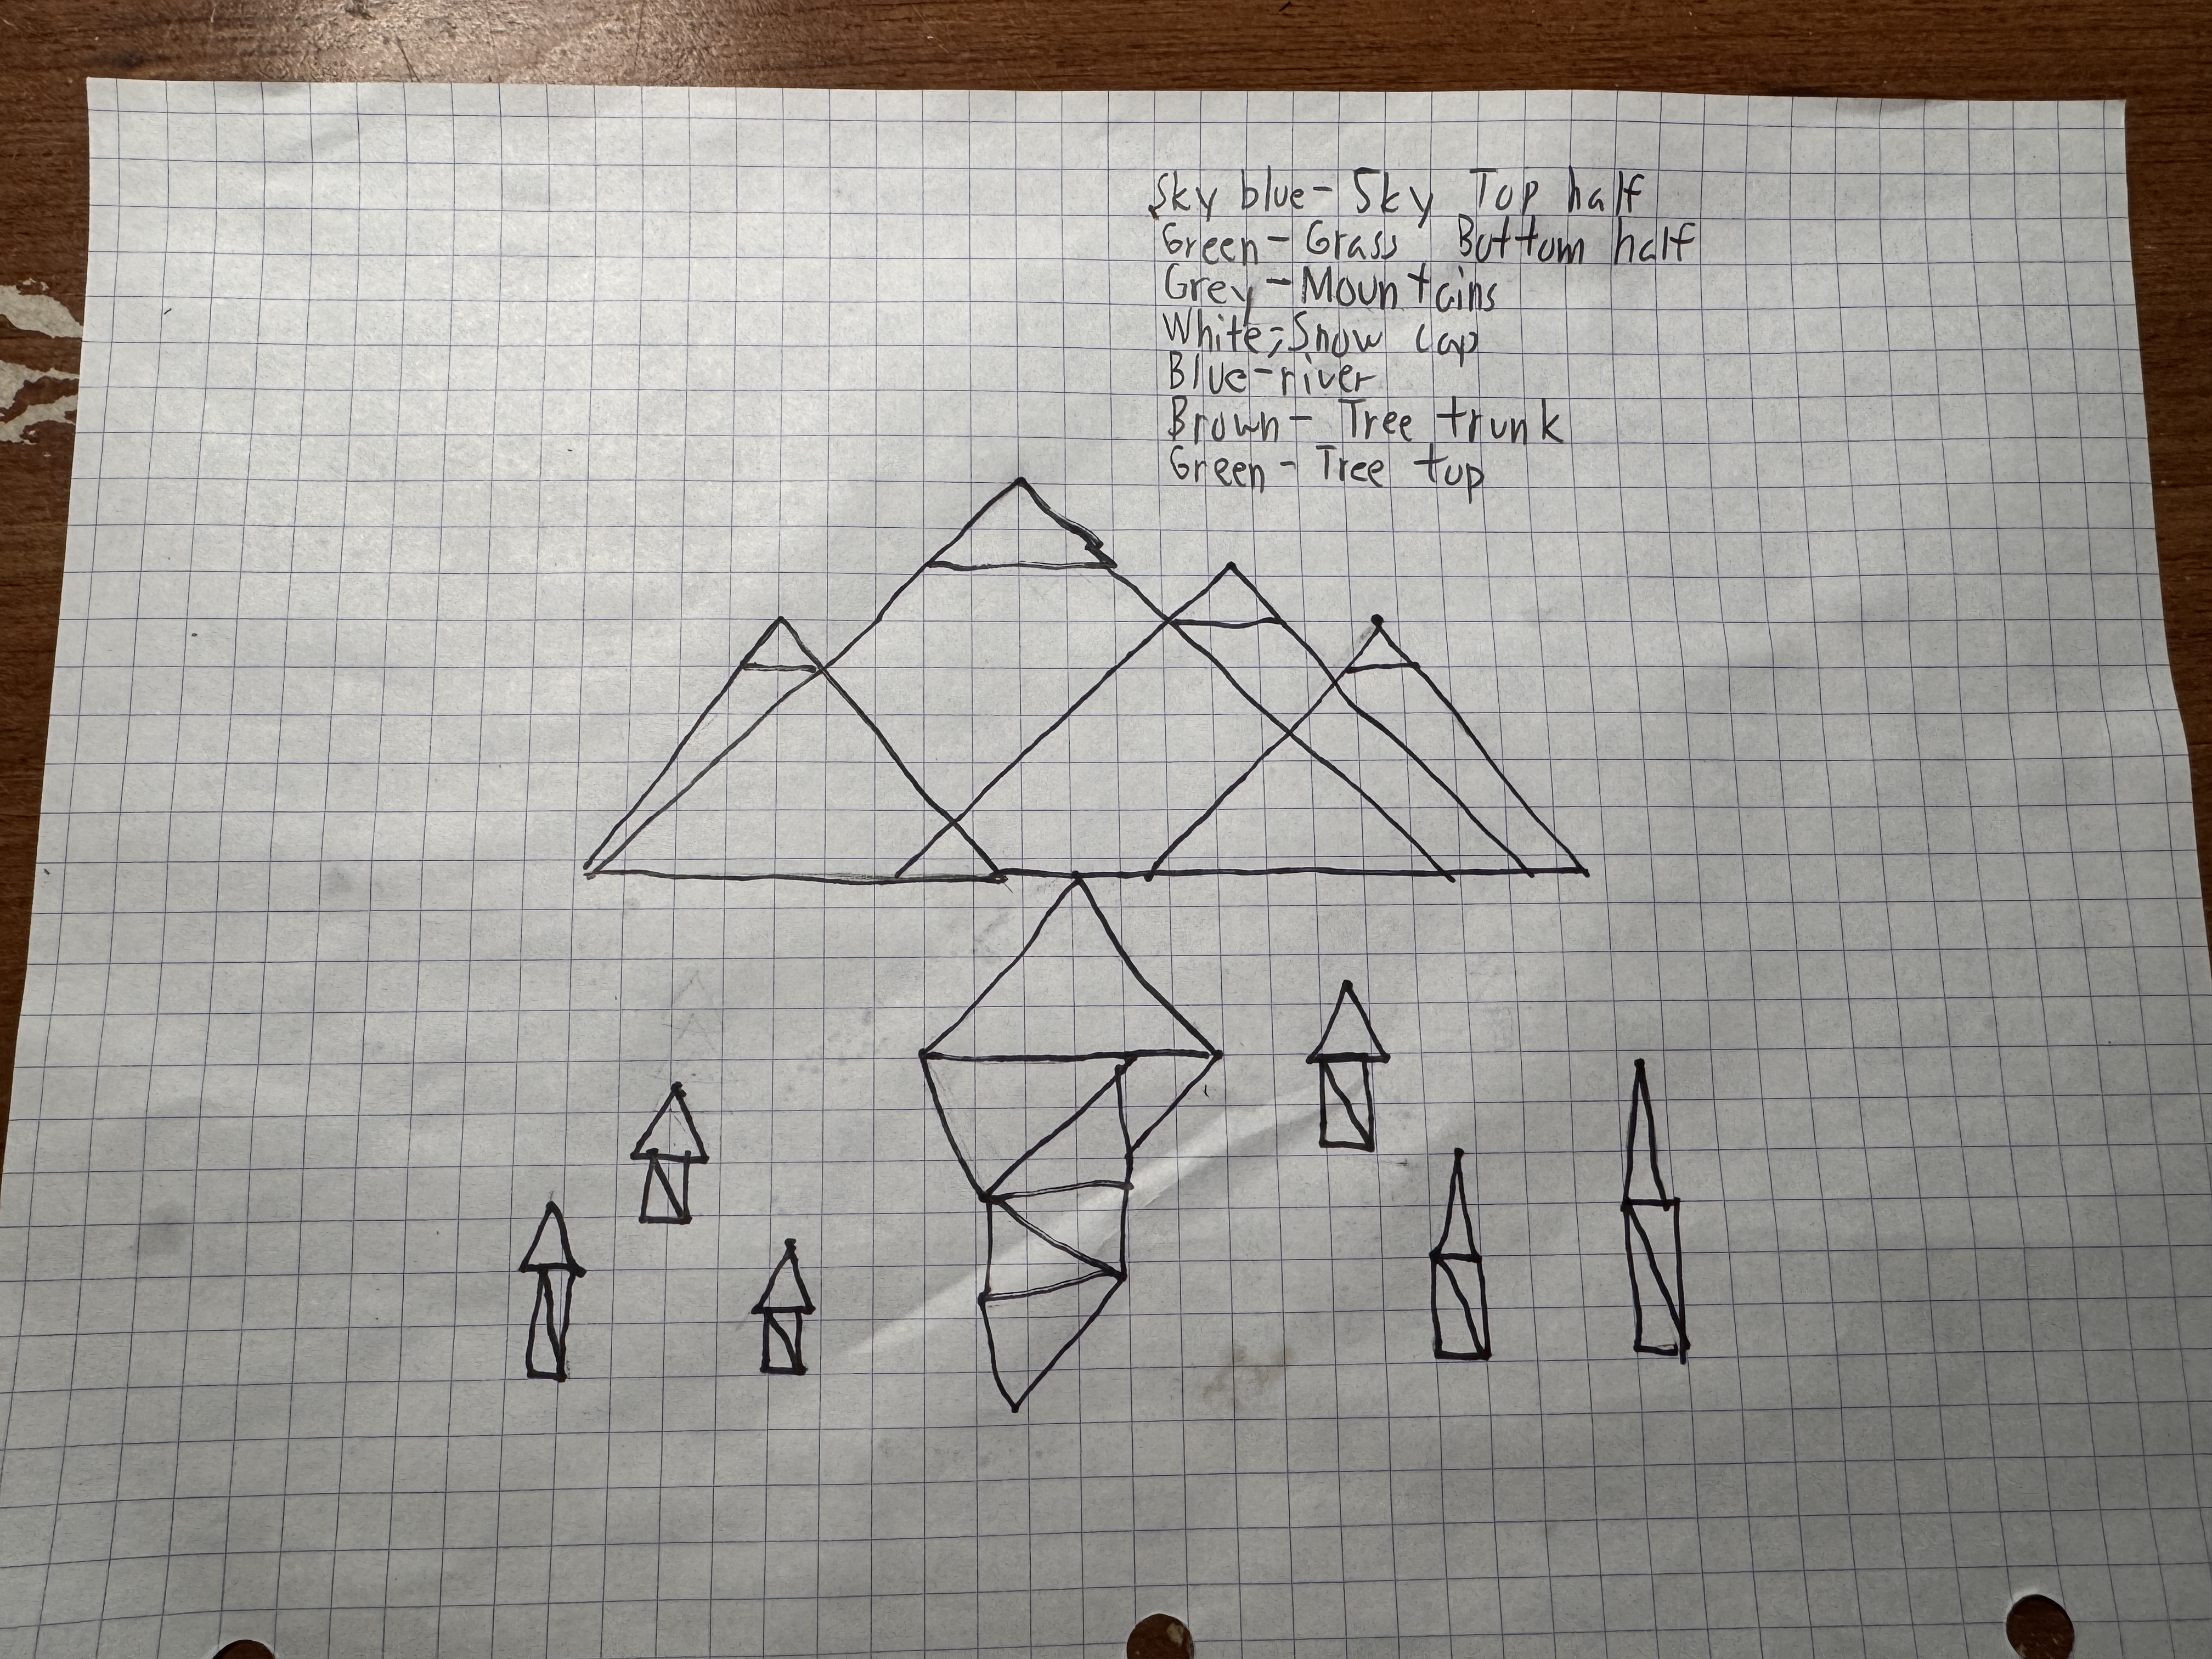 Sky blue- Sky Top half
Green- Grass Bottom half
Grey-Mountains
White-Snow cap
Blue-river
Brown- Tree trunk
Green- Tree top